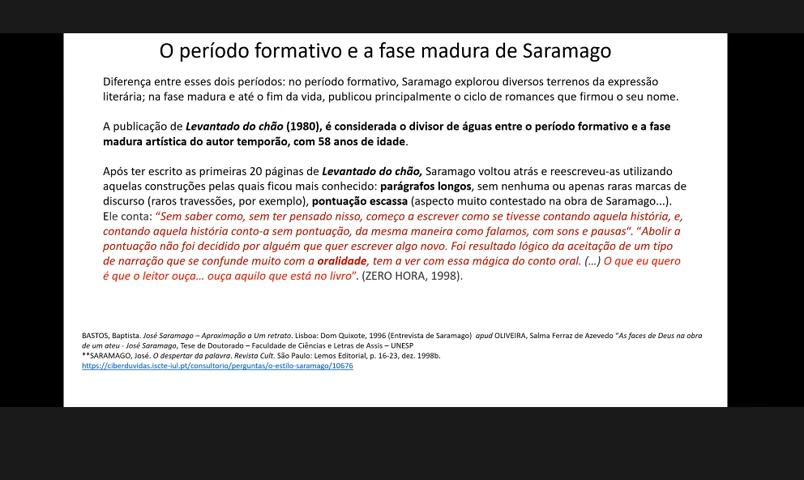 O período formativo e a fase madura de Saramago
Diferença entre esses dois períodos: no período formativo, Saramago explorou diversos terrenos da expressão
literária; na fase madura e até o fim da vida, publicou principalmente o ciclo de romances que firmou o seu nome.
A publicação de Levantado do chão (1980), é considerada o divisor de águas entre o período formativo e a fase
madura artística do autor temporão, com 58 anos de idade.
Após ter escrito as primeiras 20 páginas de Levantado do chão, Saramago voltou atrás e reescreveu-as utilizando
aquelas construções pelas quais ficou mais conhecido: parágrafos longos, sem nenhuma ou apenas raras marcas de
discurso (raros travessões, por exemplo), pontuação escassa (aspecto muito contestado na obra de Saramago...).
Ele conta: “Sem saber como, sem ter pensado nisso, começo a escrever como se tivesse contando aquela história, e,
contando aquela história conto-a sem pontuação, da mesma maneira como falamos, com sons e pausas“. “Abolir a
pontuação não foi decidido por alguém que quer escrever algo novo. Foi resultado lógico da aceitação de um tipo
de narração que se confunde muito com a oralidade, tem a ver com essa mágica do conto oral. (…) O que eu quero
é que o leitor ouça… ouça aquilo que está no livro”. (ZERO HORA, 1998).
BASTOS, Baptista. José Saramago – Aproximação a Um retrato. Lisboa: Dom Quixote, 1996 (Entrevista de Saramago) apud OLIVEIRA, Salma Ferraz de Azevedo “As faces de Deus na obra
de um ateu - José Saramago, Tese de Doutorado – Faculdade de Ciências e Letras de Assis – UNESP
**SARAMAGO, José. O despertar da palavra. Revista Cult. São Paulo: Lemos Editorial, p. 16-23, dez. 1998b.
https://ciberduvidas.iscte-iul.pt/consultorio/perguntas/o-estilo-saramago/10676